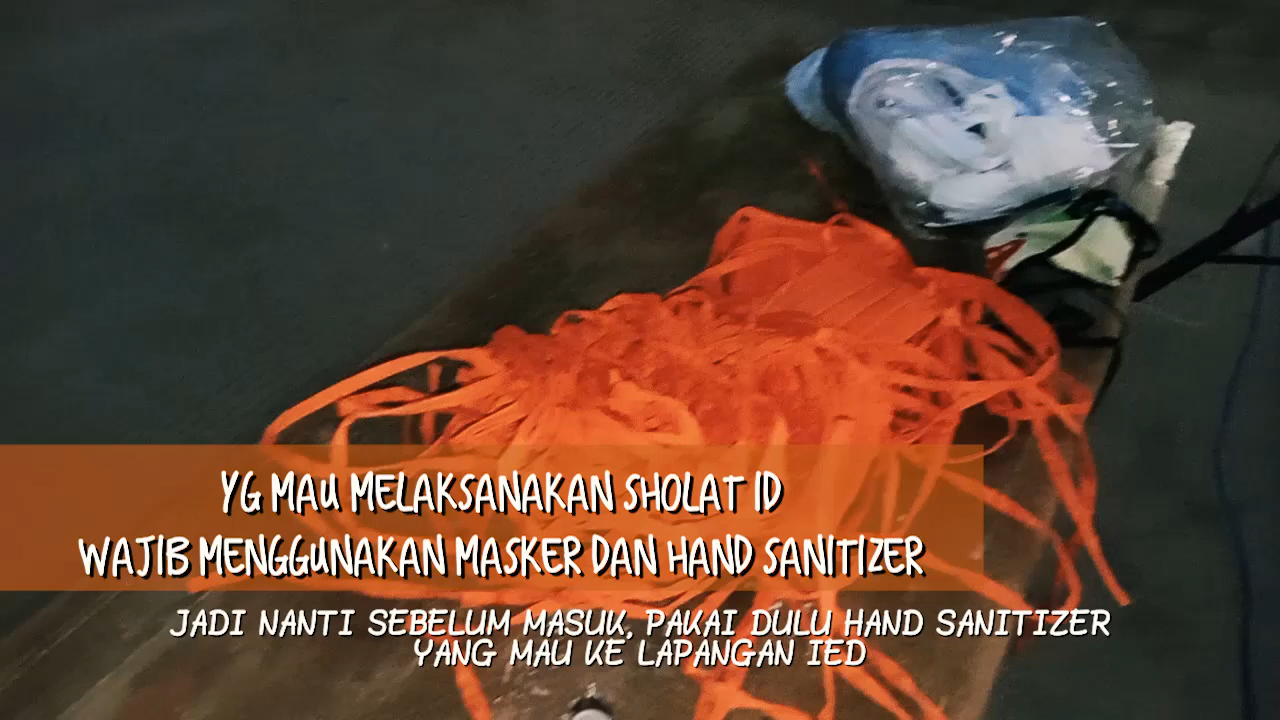 YG MAU MELAKSANAKAN SHOLAT ID
WAJIB MENGGUNAKAN MASKER DAN HAND SANITIZER
JADI NANTI SEBELUM MASUK, PAKAI DULU HAND SANITIZER
YANG MAU KE LAPANGAN IED